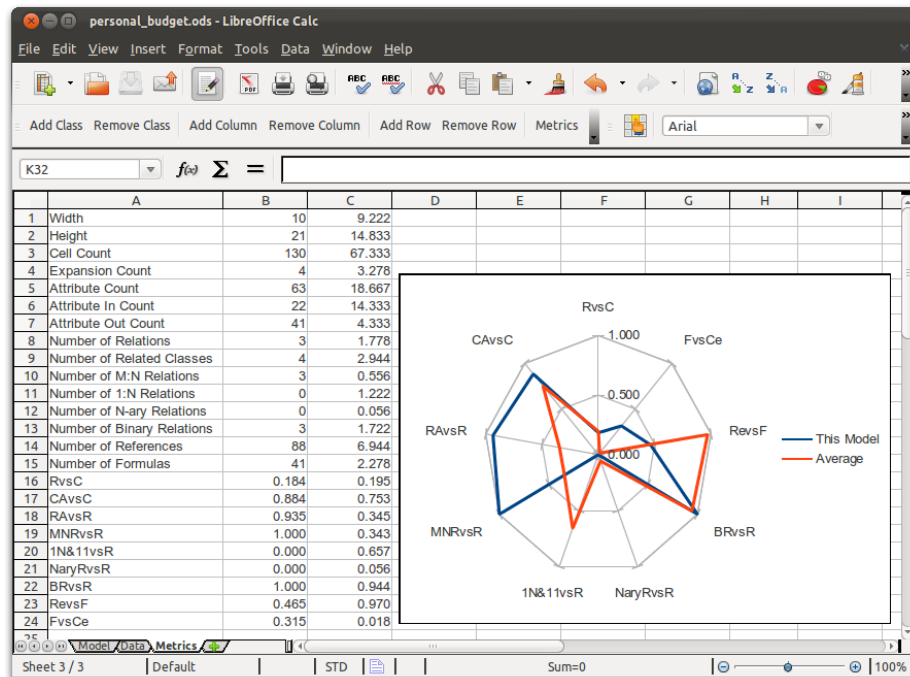 personal_budget.ods - LibreOffice Calc
File Edit View Insert Format Tools Data Window Help
PDF ABC ABC A Z Z A
Add Class Remove Class Add Column Remove Column Add Row Remove Row Metrics Arial
K32 f(x) Σ =
A B C D E F G H I
1 Width 10 9.222
2 Height 21 14.833
3 Cell Count 130 67.333
4 Expansion Count 4 3.278
5 Attribute Count 63 18.667
6 Attribute In Count 22 14.333
7 Attribute Out Count 41 4.333
8 Number of Relations 3 1.778
9 Number of Related Classes 4 2.944
10 Number of M:N Relations 3 0.556
11 Number of 1:N Relations 0 1.222
12 Number of N-ary Relations 0 0.056
13 Number of Binary Relations 3 1.722
14 Number of References 88 6.944
15 Number of Formulas 41 2.278
16 RvsC 0.184 0.195
17 CAvsC 0.884 0.753
18 RAvsR 0.935 0.345
19 MNRvsR 1.000 0.343
20 1N&11vsR 0.000 0.657
21 NaryRvsR 0.000 0.056
22 BRvsR 1.000 0.944
23 RevsF 0.465 0.970
24 FvsCe 0.315 0.018
25
RvsC
1.000
CAvsC FvsCe
0.500
RAvsR RevsF
This Model
0.000 Average
MNRvsR BRvsR
1N&11vsR NaryRvsR
Model Data Metrics
Sheet 3 / 3 Default STD Sum=0 100%